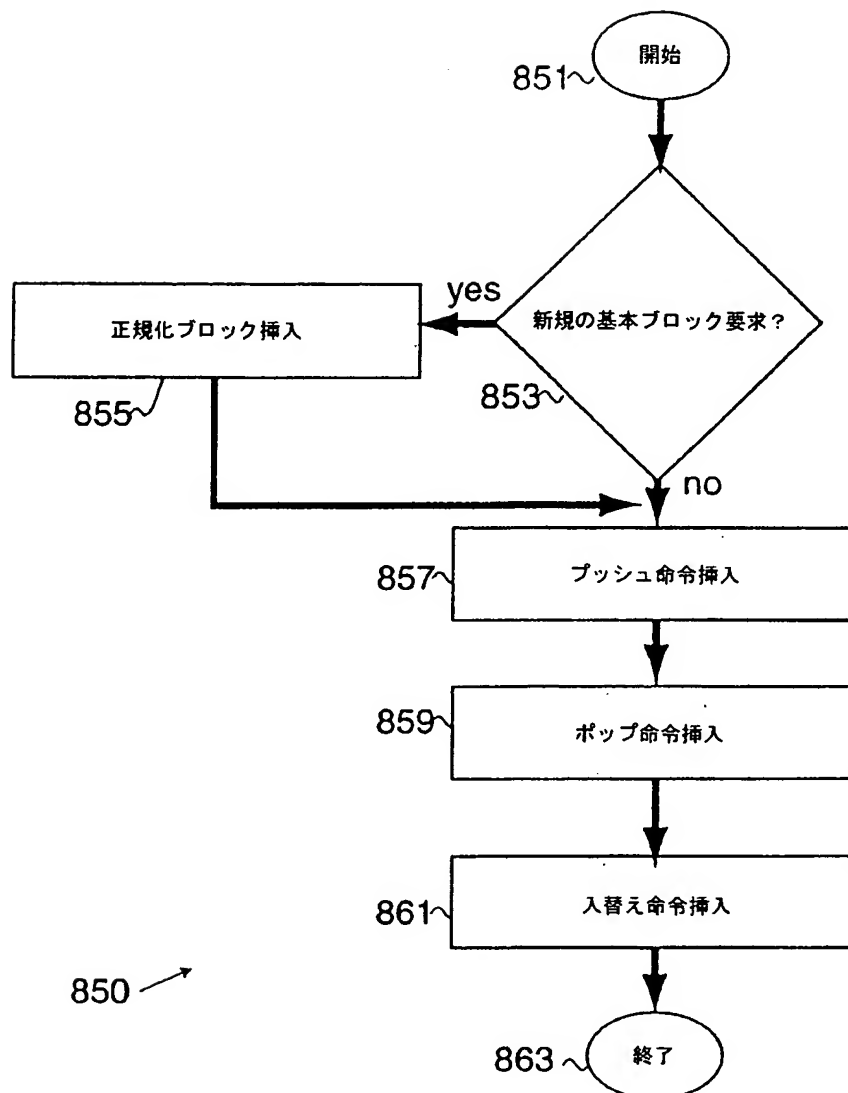 開始
851
新規の基本ブロック要求?
853
yes
正規化ブロック挿入
855
no
プッシュ命令挿入
857
ポップ命令挿入
859
入替え命令挿入
861
850
終了
863